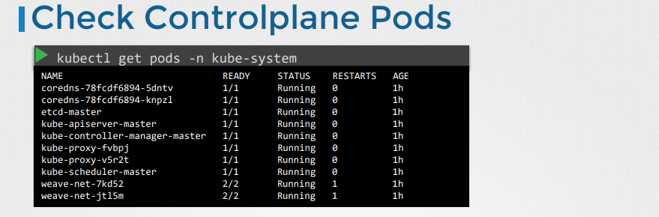 Check Controlplane Pods
kubectl get pods -n kube-system
NAME READY STATUS RESTARTS AGE
coredns-78fcdf6894-5dntv 1/1 Running 0 1h
coredns-78fcdf6894-knpzl 1/1 Running 0 1h
etcd-master 1/1 Running 0 1h
kube-apiserver-master 1/1 Running 0 1h
kube-controller-manager-master 1/1 Running 0 1h
kube-proxy-fvbpj 1/1 Running 0 1h
kube-proxy-v5r2t 1/1 Running 0 1h
kube-scheduler-master 1/1 Running 0 1h
weave-net-7kd52 2/2 Running 1 1h
weave-net-jtl5m 2/2 Running 1 1h